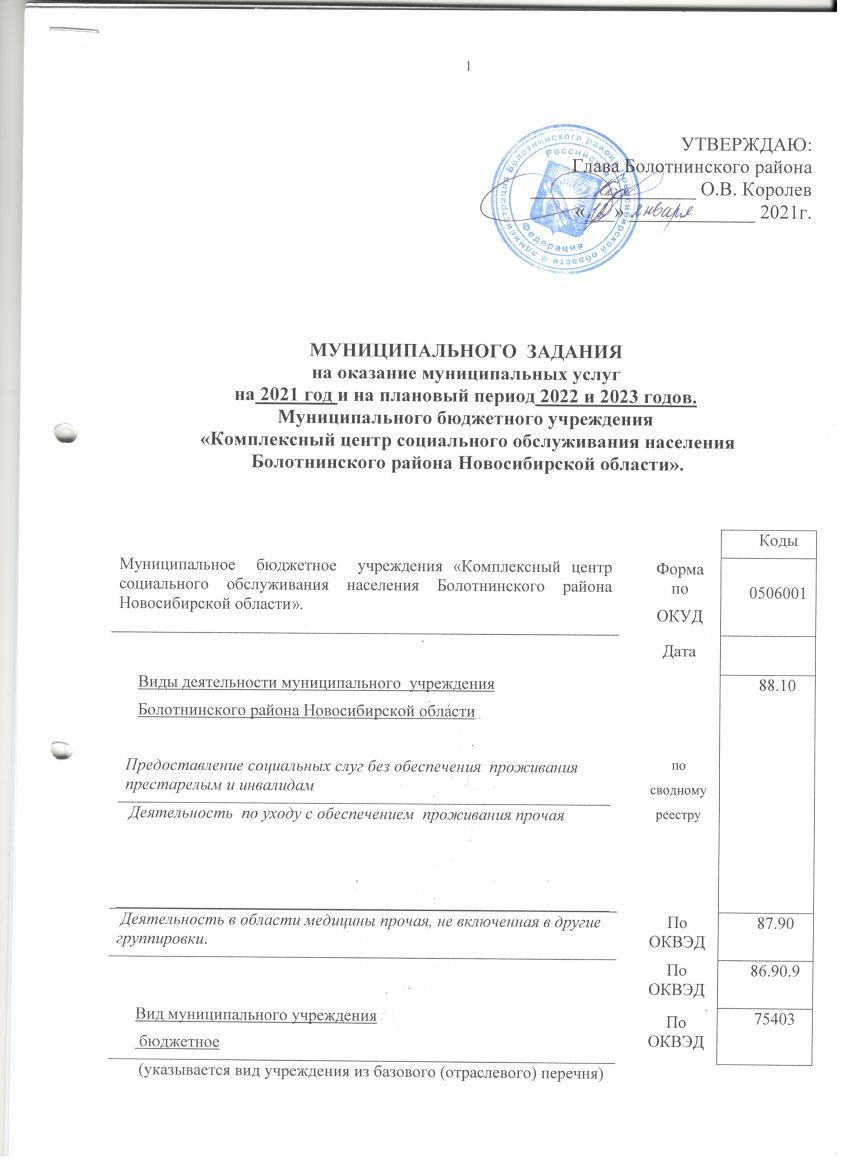 1
УТВЕРЖДАЮ:
Глава Болотнинского района
О.В. Королев
« » января 2021г.
Российская
Федерация
МУНИЦИПАЛЬНОГО ЗАДАНИЯ
на оказание муниципальных услуг
на 2021 год и на плановый период 2022 и 2023 годов.
Муниципального бюджетного учреждения
«Комплексный центр социального обслуживания населения
Болотнинского района Новосибирской области».
Коды
Муниципальное бюджетное учреждения «Комплексный центр
социального обслуживания населения Болотнинского района
Новосибирской области».
Форма
по
ОКУД
0506001
Дата
Виды деятельности муниципального учреждения
Болотнинского района Новосибирской области
88.10
Предоставление социальных слуг без обеспечения проживания
престарелым и инвалидам
Деятельность по уходу с обеспечением проживания прочая
по
сводному
реестру
Деятельность в области медицины прочая, не включенная в другие
группировки.
По
ОКВЭД
87.90
По
ОКВЭД
86.90.9
Вид муниципального учреждения
бюджетное
По
ОКВЭД
75403
(указывается вид учреждения из базового (отраслевого) перечня)